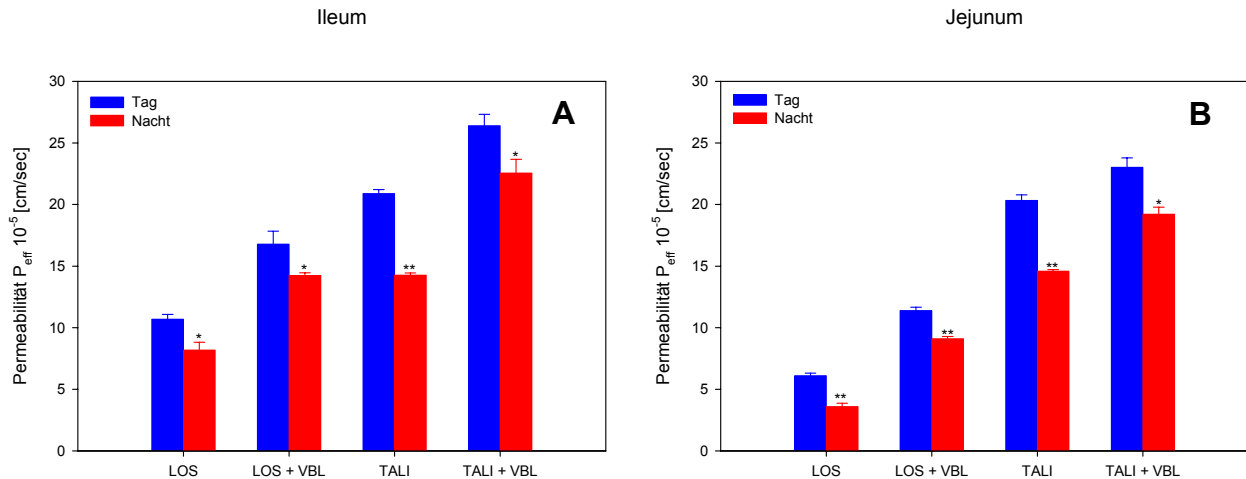 Ileum
Jejunum
A
Tag
Nacht
Permeabilität P_eff 10^-5 [cm/sec]
30
25
20
15
10
5
0
*
*
**
*
LOS
LOS + VBL
TALI
TALI + VBL
B
Tag
Nacht
Permeabilität P_eff 10^-5 [cm/sec]
30
25
20
15
10
5
0
**
**
**
*
LOS
LOS + VBL
TALI
TALI + VBL